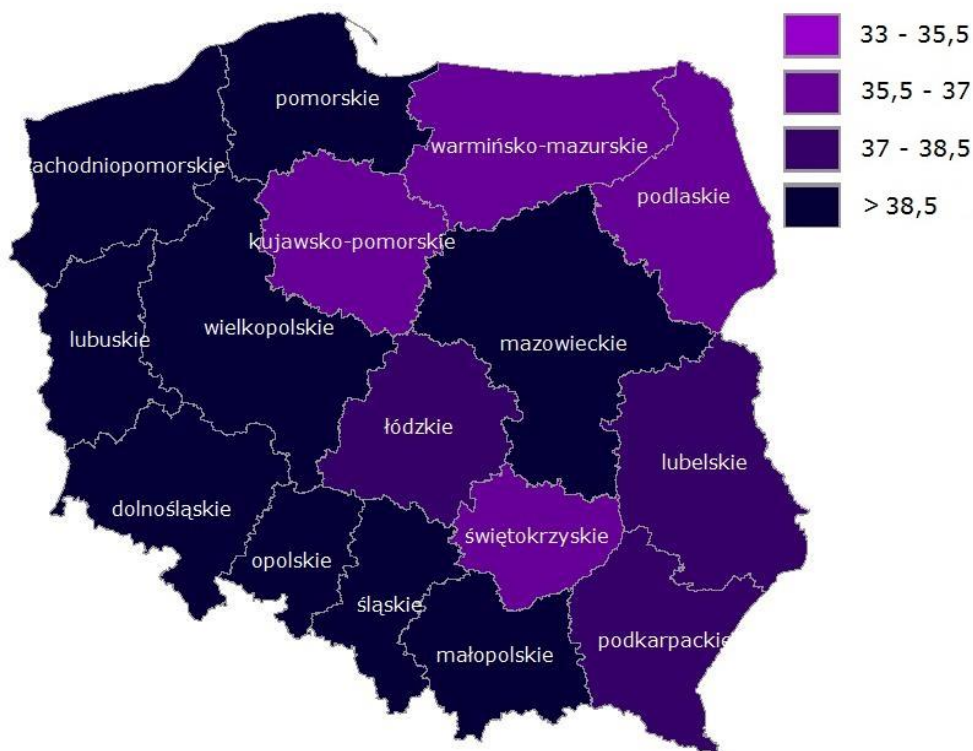 33 - 35,5
35,5 - 37
37 - 38,5
> 38,5
pomorskie
warmińsko-mazurskie
achodniopomorskie
podlaskie
kujawsko-pomorskie
wielkopolskie
lubuskie
mazowieckie
łódzkie
lubelskie
dolnośląskie
świętokrzyskie
opolskie
śląskie
podkarpackie
małopolskie